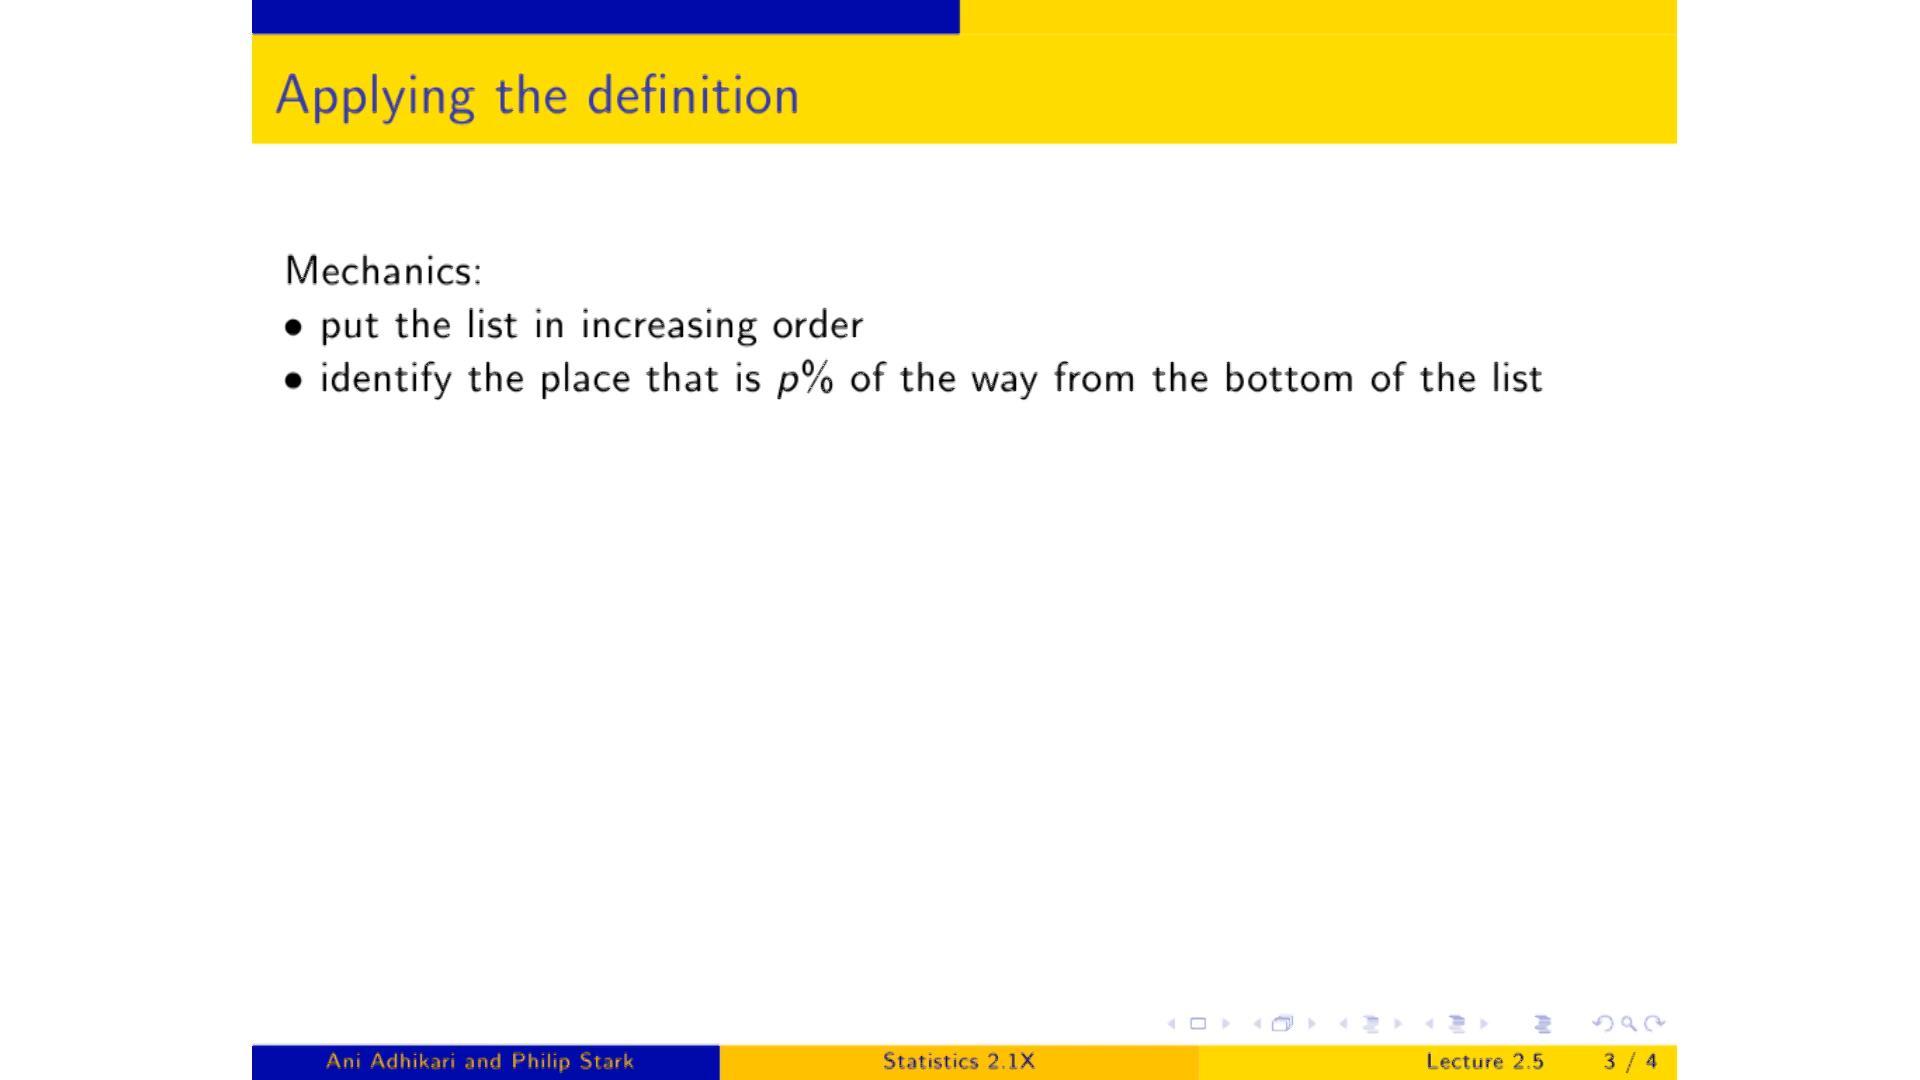 Applying the definition
Mechanics:
• put the list in increasing order
• identify the place that is p% of the way from the bottom of the list
Ani Adhikari and Philip Stark Statistics 2.1X Lecture 2.5 3 / 4